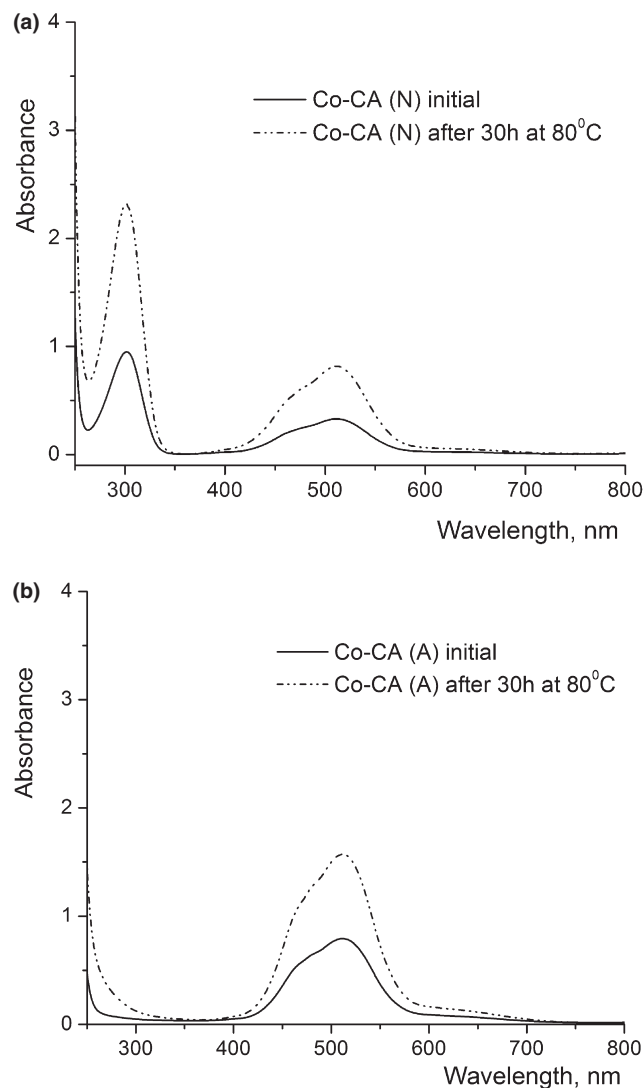 (a)
4
3
2
1
0
Absorbance
Co-CA (N) initial
Co-CA (N) after 30h at 80⁰C
300 400 500 600 700 800
Wavelength, nm
(b)
4
3
2
1
0
Absorbance
Co-CA (A) initial
Co-CA (A) after 30h at 80⁰C
300 400 500 600 700 800
Wavelength, nm